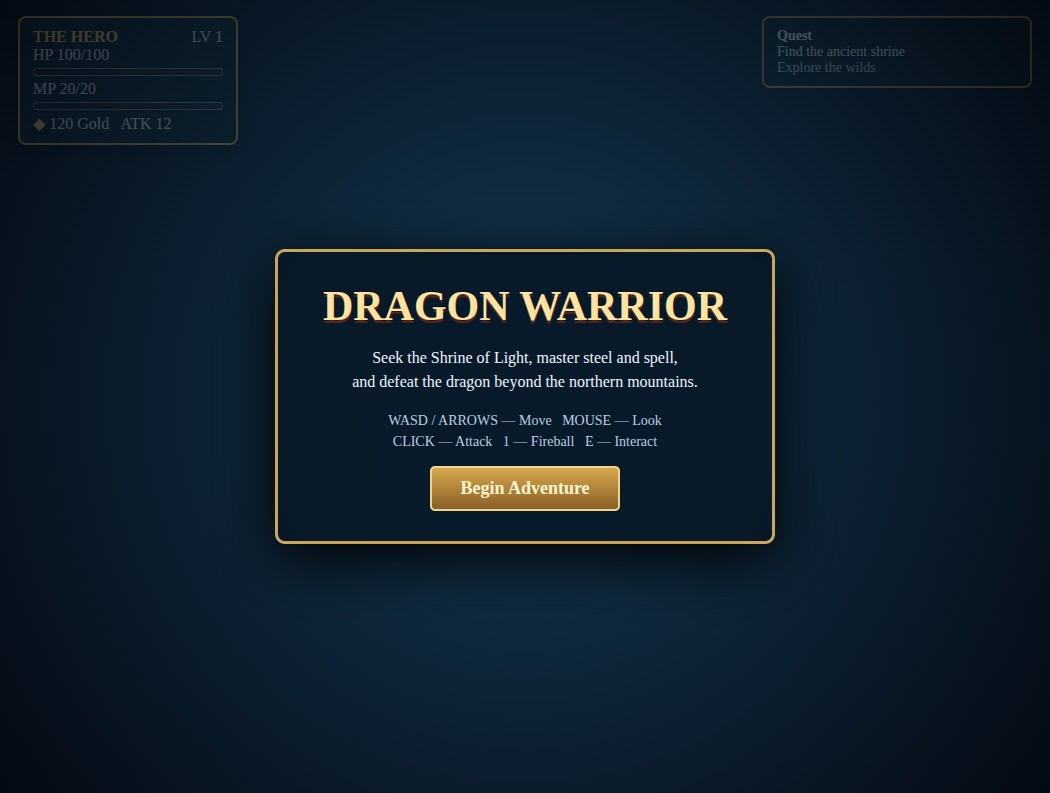 THE HERO LV 1
HP 100/100
MP 20/20
◆ 120 Gold ATK 12
Quest
Find the ancient shrine
Explore the wilds
DRAGON WARRIOR
Seek the Shrine of Light, master steel and spell,
and defeat the dragon beyond the northern mountains.
WASD / ARROWS — Move MOUSE — Look
CLICK — Attack 1 — Fireball E — Interact
Begin Adventure